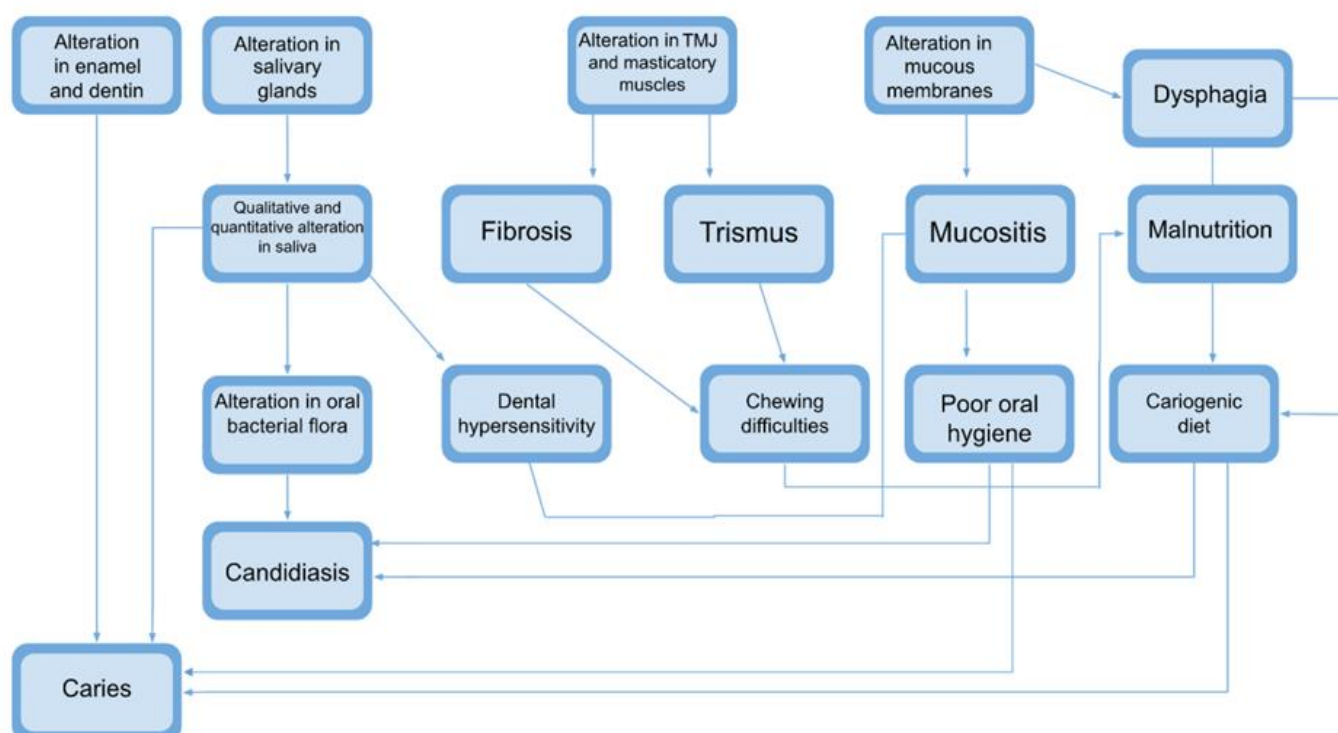 Alteration
in enamel
and dentin
Alteration in
salivary
glands
Alteration in TMJ
and masticatory
muscles
Alteration in
mucous
membranes
Dysphagia
Qualitative and
quantitative alteration
in saliva
Fibrosis
Trismus
Mucositis
Malnutrition
Alteration in oral
bacterial flora
Dental
hypersensitivity
Chewing
difficulties
Poor oral
hygiene
Cariogenic
diet
Candidiasis
Caries